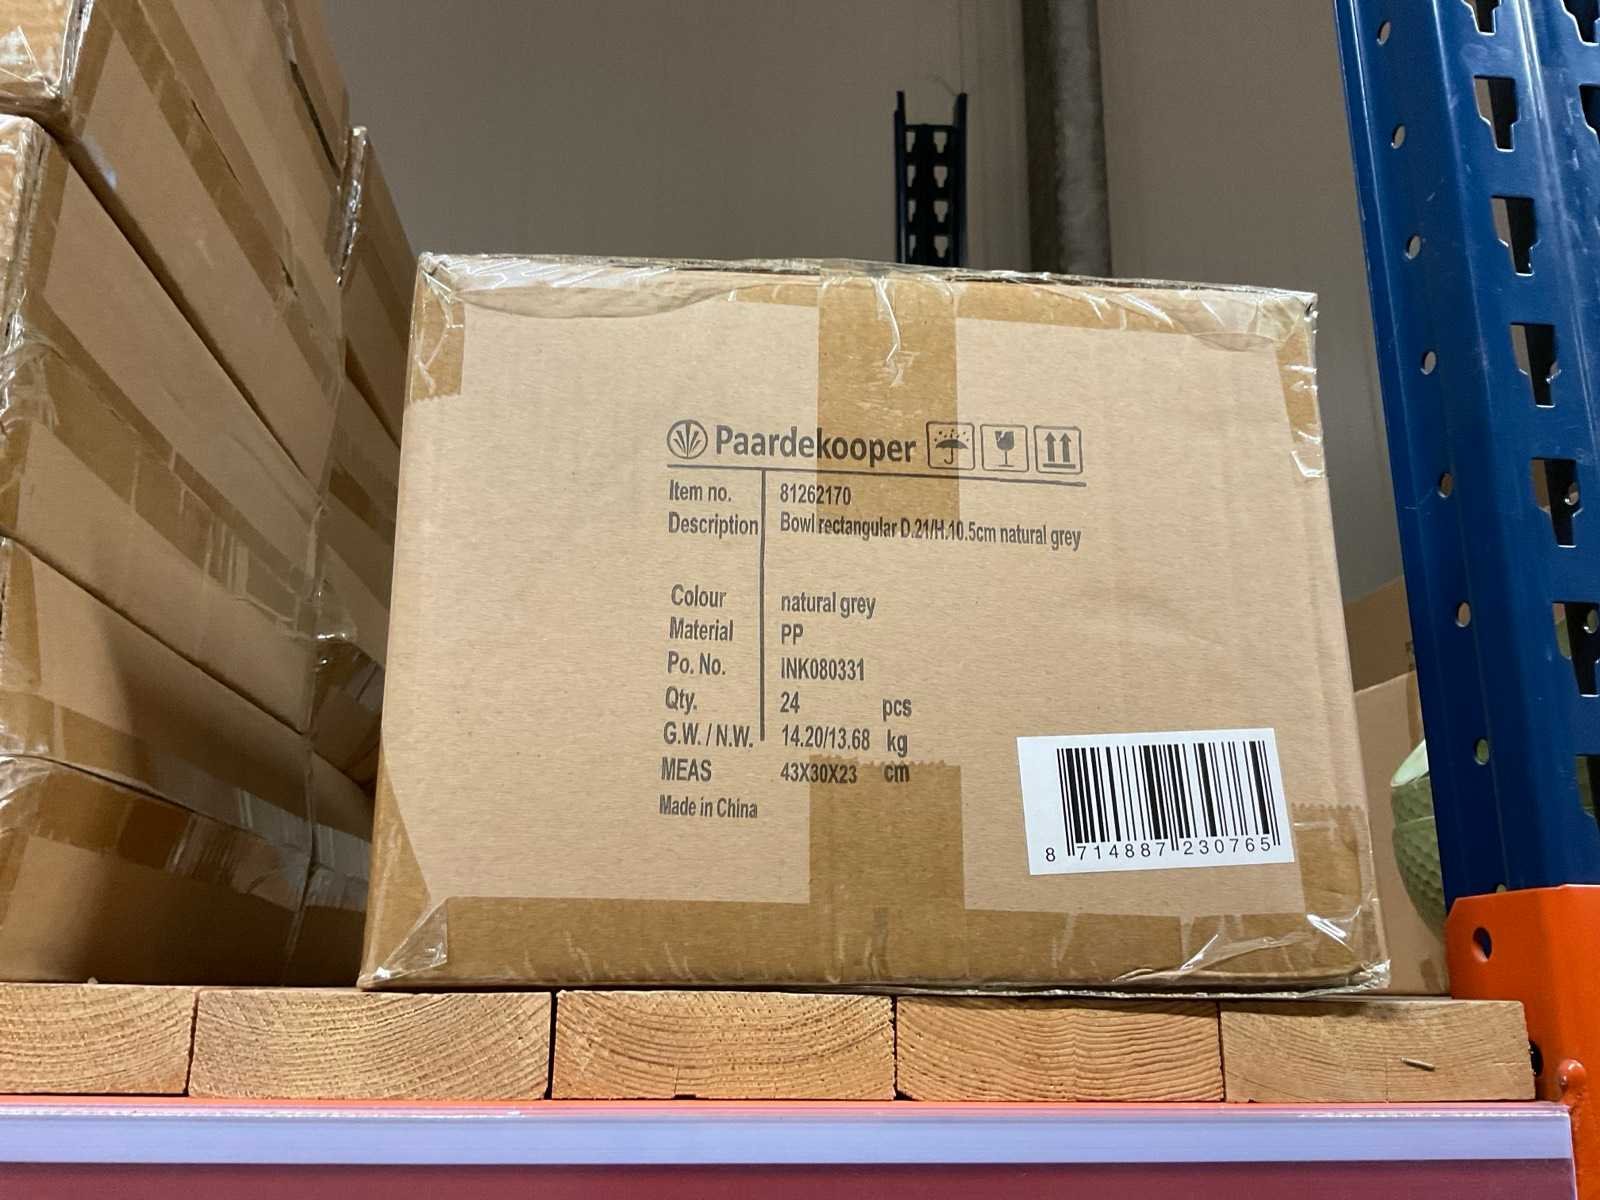 Paardekooper
Item no. 81262170
Description Bowl rectangular D.21/H.10.5cm natural grey
Colour natural grey
Material PP
Po. No. INK080331
Qty. 24 pcs
G.W. / N.W. 14.20/13.68 kg
MEAS 43X30X23 cm
Made in China
8 714887 230765